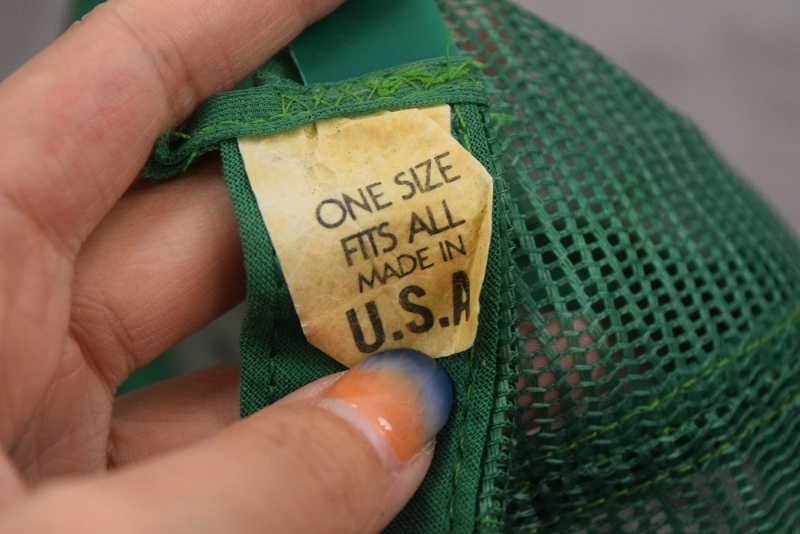 ONE SIZE
FITS ALL
MADE IN
U.S.A